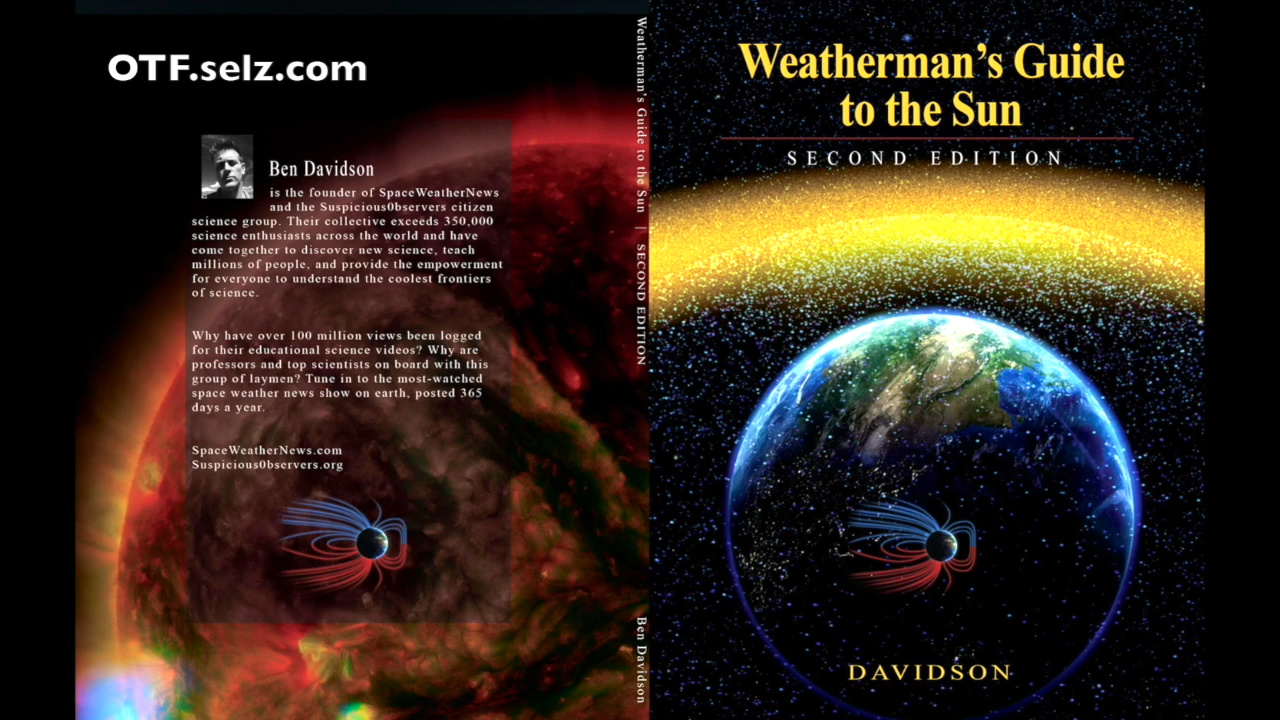 OTF.selz.com
Ben Davidson
is the founder of SpaceWeatherNews
and the Suspicious0bservers citizen
science group. Their collective exceeds 350,000
science enthusiasts across the world and have
come together to discover new science, teach
millions of people, and provide the empowerment
for everyone to understand the coolest frontiers
of science.
Why have over 100 million views been logged
for their educational science videos? Why are
professors and top scientists on board with this
group of laymen? Tune in to the most-watched
space weather news show on earth, posted 365
days a year.
SpaceWeatherNews.com
Suspicious0bservers.org
Weatherman's Guide to the Sun | SECOND EDITION
Ben Davidson
Weatherman's Guide
to the Sun
SECOND EDITION
DAVIDSON